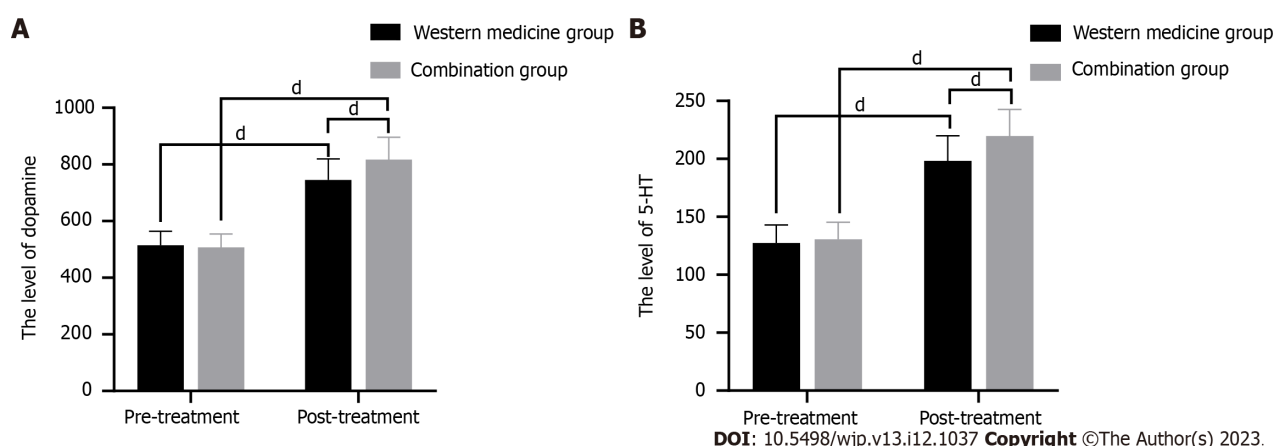 A
Western medicine group
Combination group
d
d
d
1000
800
600
400
200
0
The level of dopamine
Pre-treatment
Post-treatment
B
Western medicine group
Combination group
d
d
d
250
200
150
100
50
0
The level of 5-HT
Pre-treatment
Post-treatment
DOI: 10.5498/wjp.v13.i12.1037 Copyright ©The Author(s) 2023.